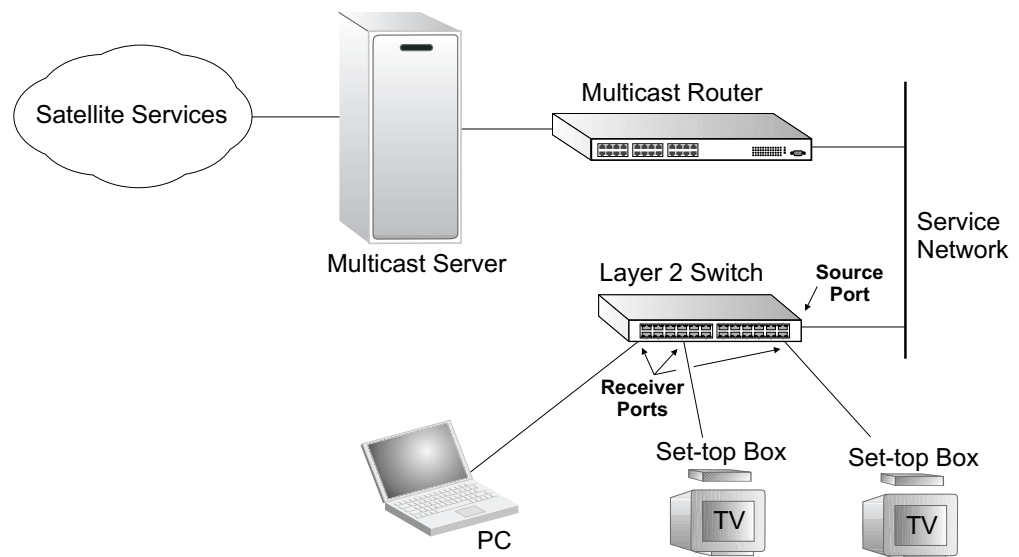 Satellite Services
Multicast Router
Multicast Server
Service
Network
Layer 2 Switch
Source
Port
Receiver
Ports
Set-top Box
Set-top Box
TV
TV
PC